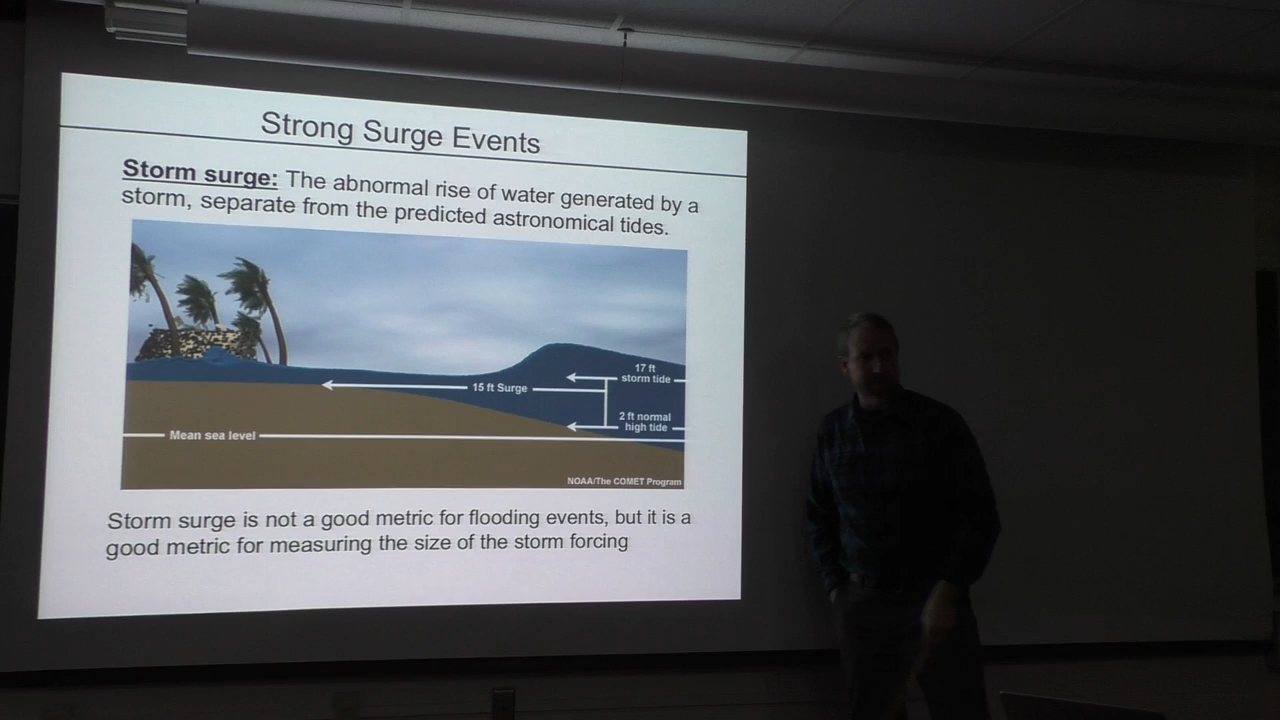 Strong Surge Events
Storm surge: The abnormal rise of water generated by a
storm, separate from the predicted astronomical tides.
17 ft
storm tide
15 ft Surge
2 ft normal
high tide
Mean sea level
NOAA/The COMET Program
Storm surge is not a good metric for flooding events, but it is a
good metric for measuring the size of the storm forcing